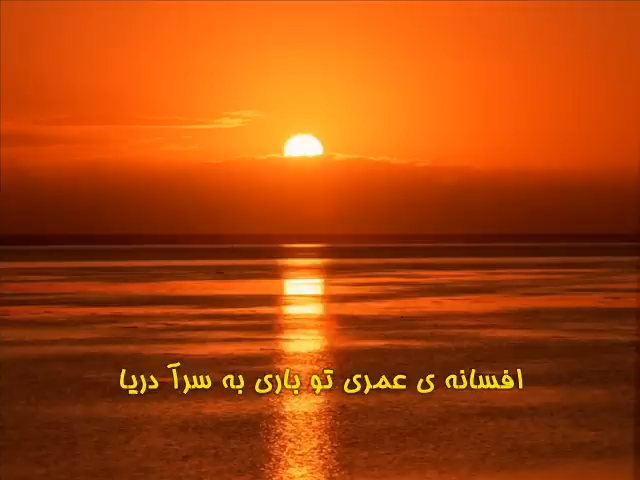 افسانه ی عمری تو باری به سرآ دریا